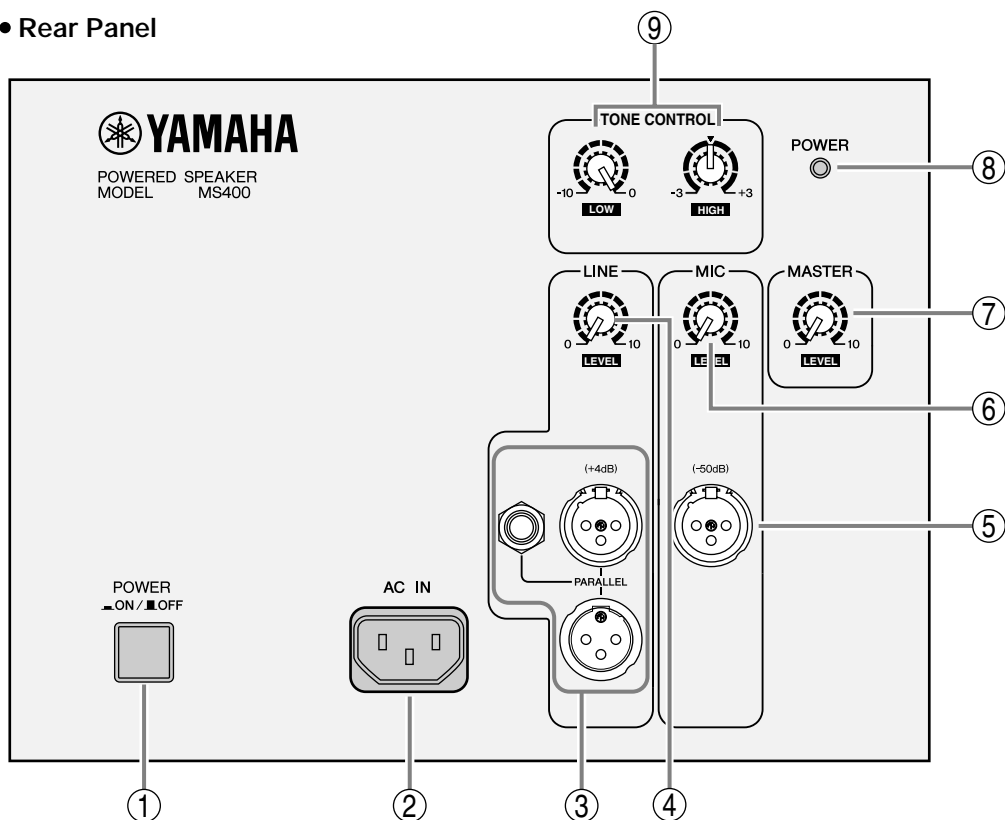 • Rear Panel
⑨
YAMAHA
POWERED SPEAKER
MODEL MS400
TONE CONTROL
-10 0
LOW
-3 +3
HIGH
POWER
⑧
LINE
0 10
LEVEL
MIC
0 10
LEVEL
MASTER
0 10
LEVEL
⑦
⑥
(+4dB)
(-50dB)
⑤
PARALLEL
POWER
ON / OFF
AC IN
①
②
③
④